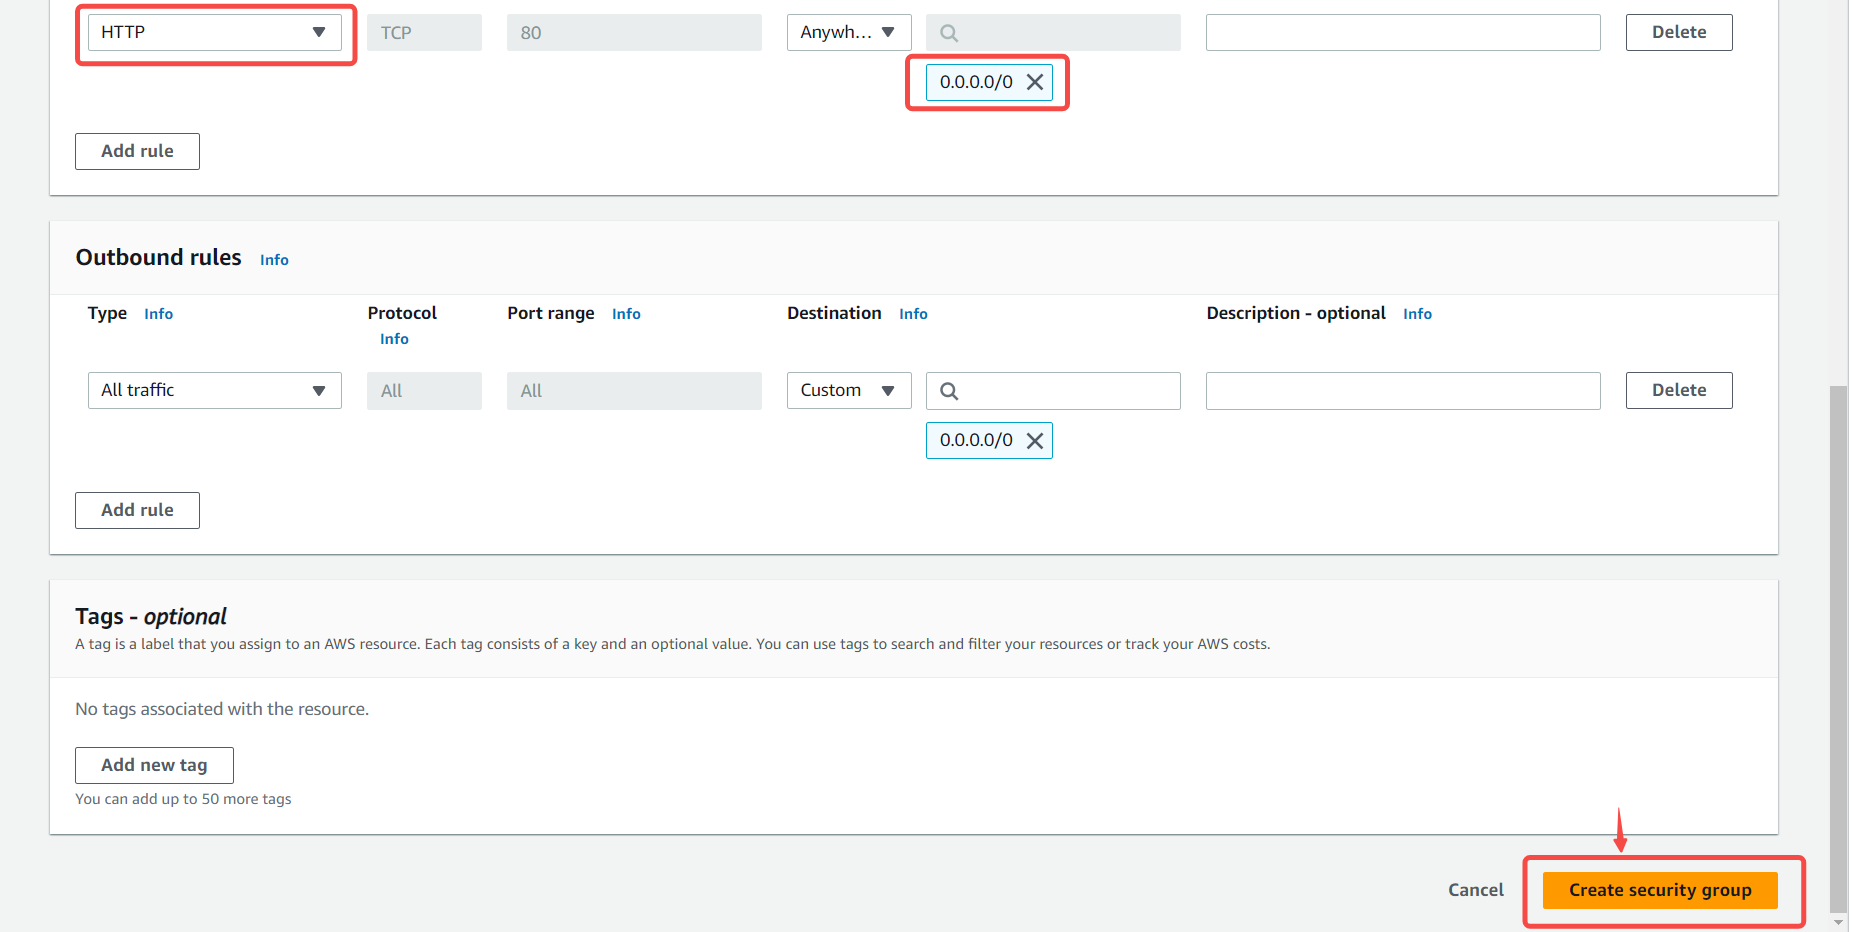 HTTP TCP 80 Anywh... Delete
0.0.0.0/0
Add rule
Outbound rules Info
Type Info Protocol Info Port range Info Destination Info Description - optional Info
All traffic All All Custom Delete
0.0.0.0/0
Add rule
Tags - optional
A tag is a label that you assign to an AWS resource. Each tag consists of a key and an optional value. You can use tags to search and filter your resources or track your AWS costs.
No tags associated with the resource.
Add new tag
You can add up to 50 more tags
Cancel Create security group